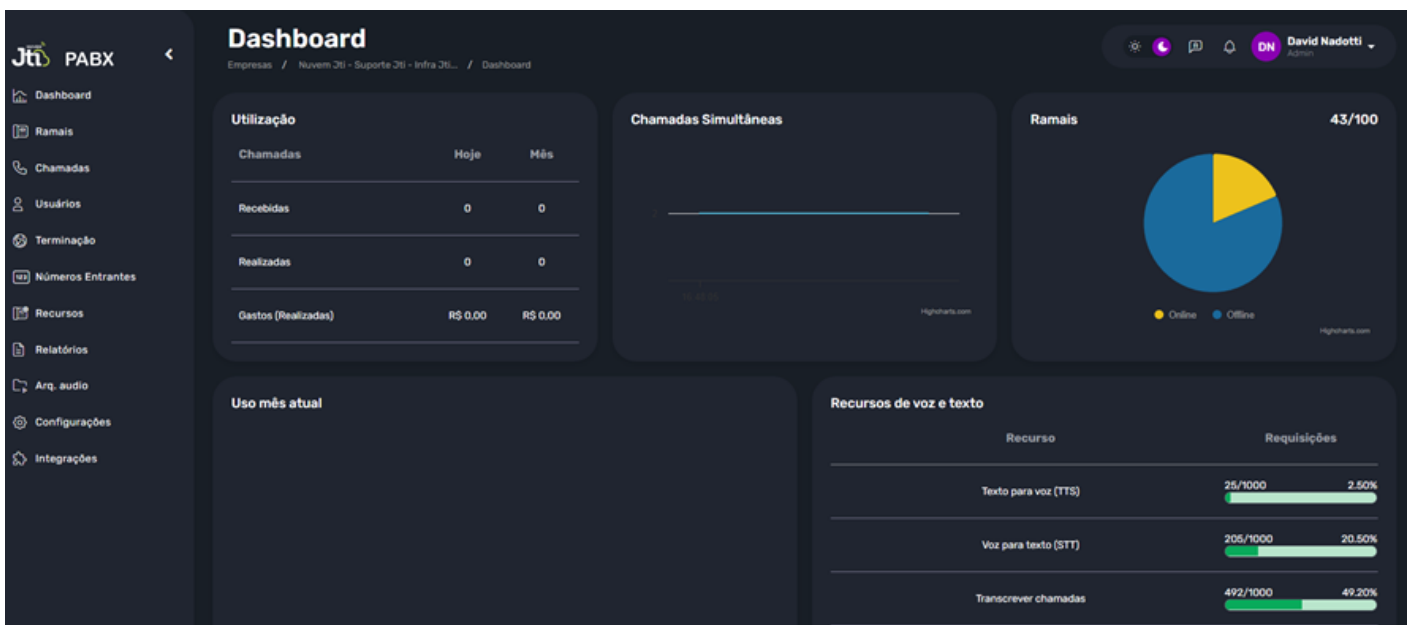 Jti PABX
Dashboard
Ramais
Chamadas
Usuários
Terminação
Números Entrantes
Recursos
Relatórios
Arq. audio
Configurações
Integrações
Dashboard
Empresas / Nuvem Jti - Suporte Jti - Infra Jti... / Dashboard
DN David Nadotti
Admin
Utilização
Chamadas Hoje Mês
Recebidas 0 0
Realizadas 0 0
Gastos (Realizadas) R$ 0,00 R$ 0,00
Chamadas Simultâneas
Highcharts.com
Ramais 43/100
Online Offline
Highcharts.com
Uso mês atual
Recursos de voz e texto
Recurso Requisições
Texto para voz (TTS) 25/1000 2.50%
Voz para texto (STT) 205/1000 20.50%
Transcrever chamadas 492/1000 49.20%